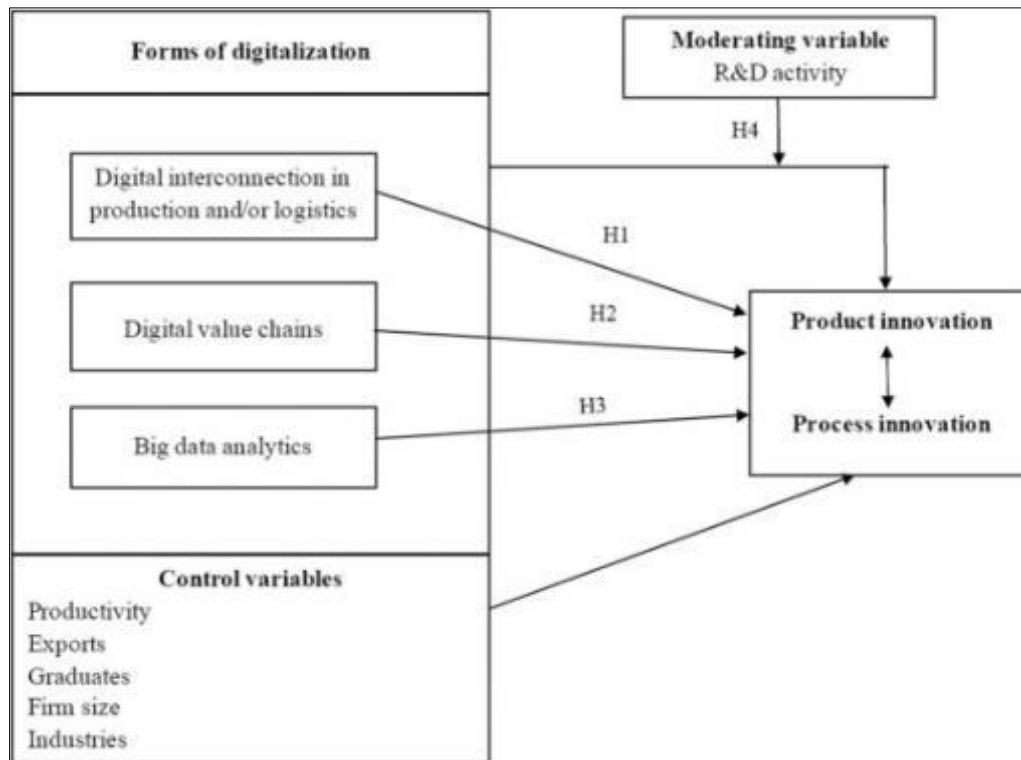 Forms of digitalization
Digital interconnection in
production and/or logistics
Digital value chains
Big data analytics
Control variables
Productivity
Exports
Graduates
Firm size
Industries
Moderating variable
R&D activity
H4
H1
H2
H3
Product innovation
Process innovation